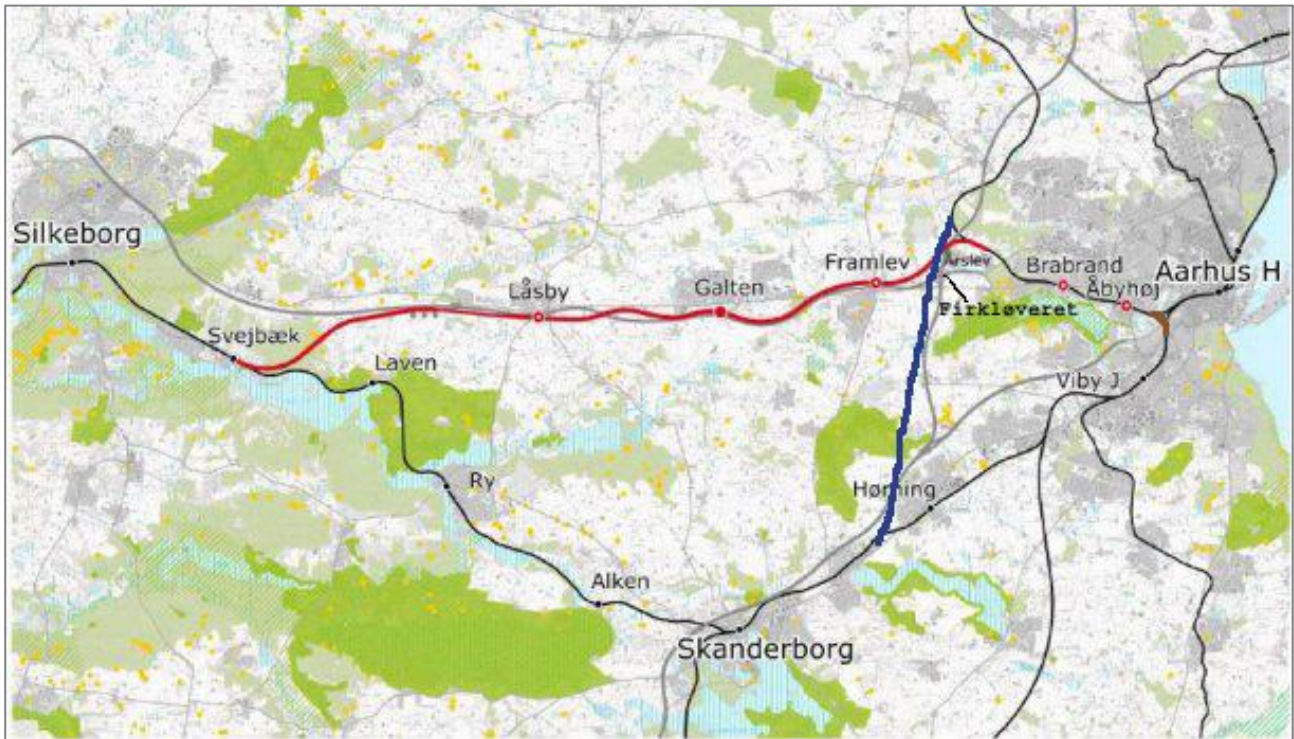 Silkeborg
Svejbæk
Laven
Låsby
Galten
Framlev
Årslev
Firkløveret
Brabrand
Åbyhøj
Aarhus H
Viby J
Hørning
Ry
Alken
Skanderborg